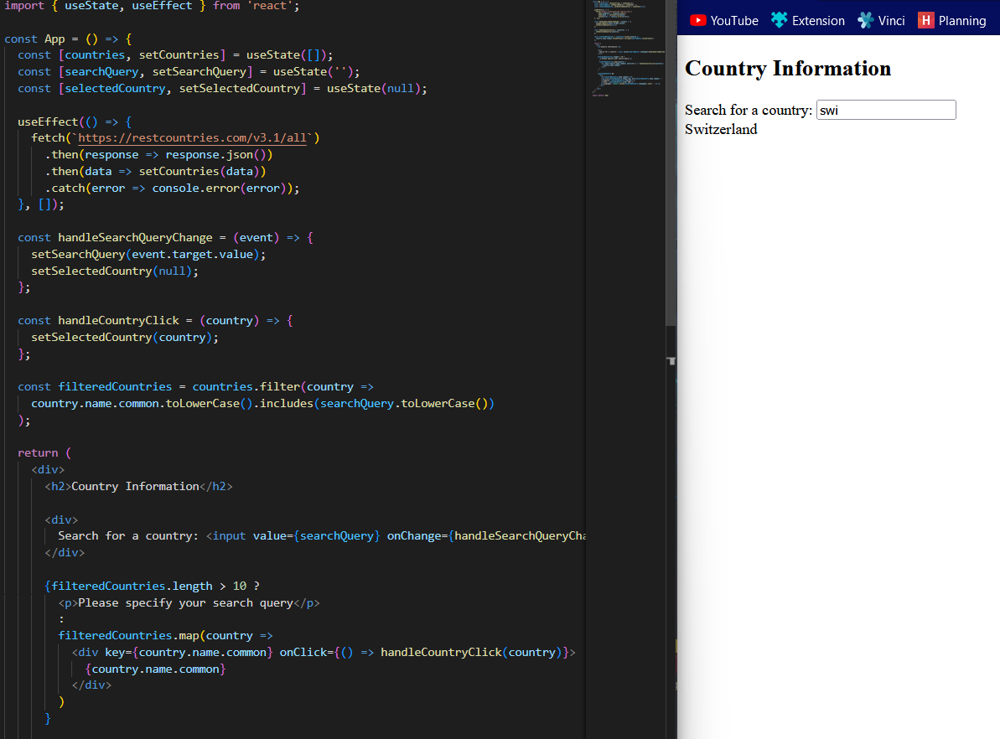 import { useState, useEffect } from 'react';
const App = () => {
const [countries, setCountries] = useState([]);
const [searchQuery, setSearchQuery] = useState('');
const [selectedCountry, setSelectedCountry] = useState(null);
useEffect(() => {
fetch(`https://restcountries.com/v3.1/all`)
.then(response => response.json())
.then(data => setCountries(data))
.catch(error => console.error(error));
}, []);
const handleSearchQueryChange = (event) => {
setSearchQuery(event.target.value);
setSelectedCountry(null);
};
const handleCountryClick = (country) => {
setSelectedCountry(country);
};
const filteredCountries = countries.filter(country =>
country.name.common.toLowerCase().includes(searchQuery.toLowerCase())
);
return (
<div>
<h2>Country Information</h2>
<div>
Search for a country: <input value={searchQuery} onChange={handleSearchQueryCha
</div>
{filteredCountries.length > 10 ?
<p>Please specify your search query</p>
:
filteredCountries.map(country =>
<div key={country.name.common} onClick={() => handleCountryClick(country)}>
{country.name.common}
</div>
)
}
YouTube Extension Vinci H Planning
Country Information
Search for a country: swi
Switzerland